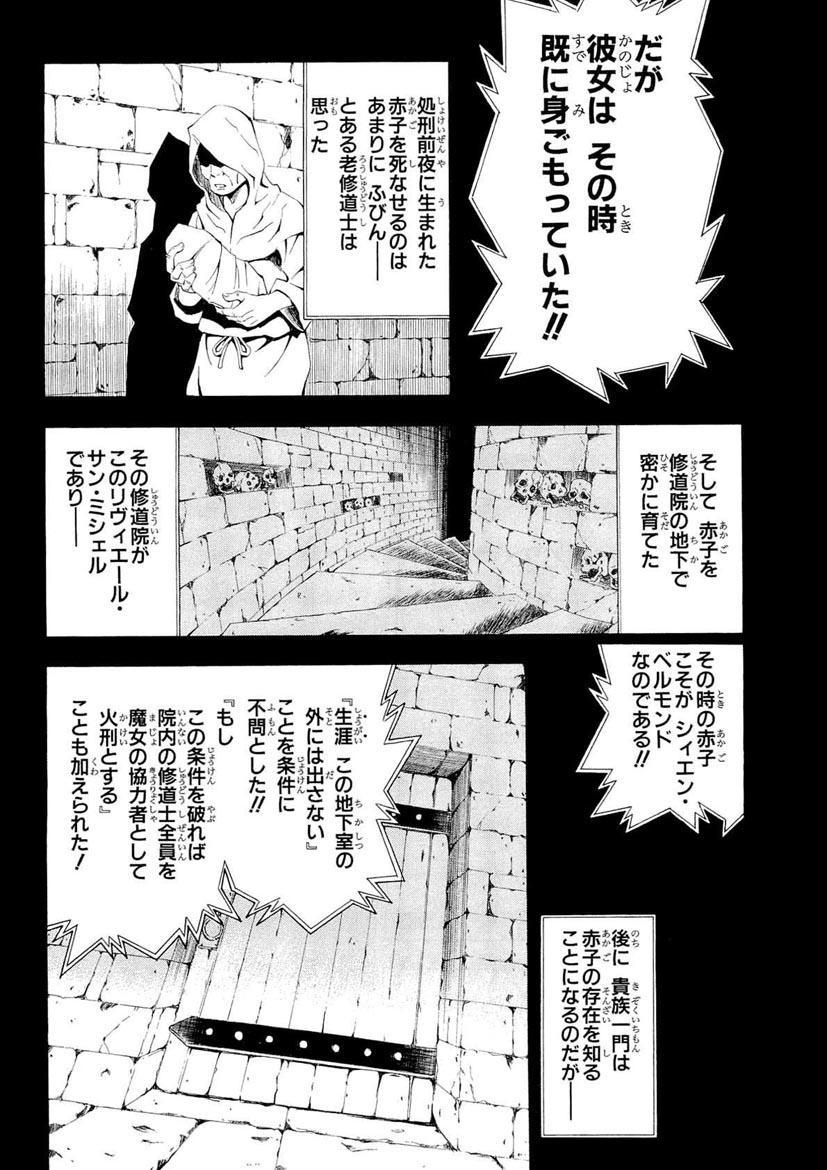 だが
彼女は その時
既に身ごもっていた!!
処刑前夜に生まれた
赤子を死なせるのは
あまりに ふびん――
とある老修道士は
思った
そして 赤子を
修道院の地下で
密かに育てた
その修道院が
このリヴィエール・
サン・ミシェル
であり――
その時の赤子
こそが シィエン・
ベルモンド
なのである!!
後に 貴族一門は
赤子の存在を知る
ことになるのだが――
『生涯 この地下室の
外には出さない』
ことを条件に
不問とした!!
『もし
この条件を破れば
院内の修道士全員を
魔女の協力者として
火刑とする』
ことも加えられた!